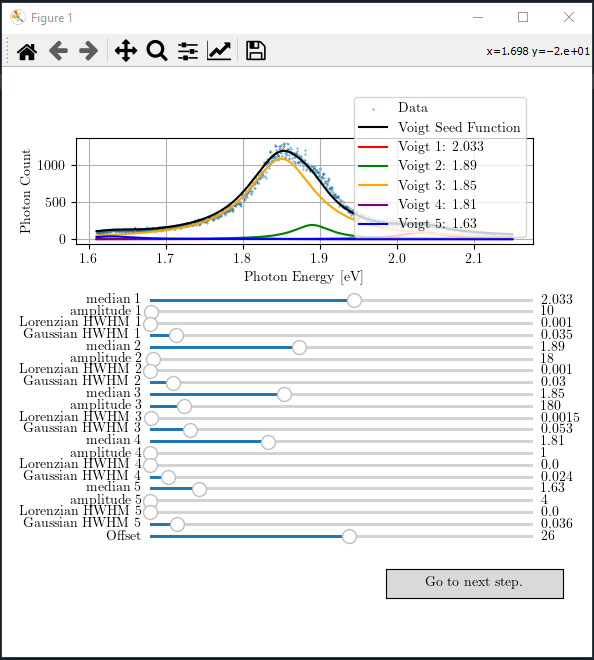 Figure 1
x=1.698 y=−2.e+01
Data
Voigt Seed Function
Voigt 1: 2.033
Voigt 2: 1.89
Voigt 3: 1.85
Voigt 4: 1.81
Voigt 5: 1.63
Photon Count
1000
500
0
1.6 1.7 1.8 1.9 2.0 2.1
Photon Energy [eV]
median 1 2.033
amplitude 1 10
Lorenzian HWHM 1 0.001
Gaussian HWHM 1 0.035
median 2 1.89
amplitude 2 18
Lorenzian HWHM 2 0.001
Gaussian HWHM 2 0.03
median 3 1.85
amplitude 3 180
Lorenzian HWHM 3 0.0015
Gaussian HWHM 3 0.053
median 4 1.81
amplitude 4 1
Lorenzian HWHM 4 0.0
Gaussian HWHM 4 0.024
median 5 1.63
amplitude 5 4
Lorenzian HWHM 5 0.0
Gaussian HWHM 5 0.036
Offset 26
Go to next step.